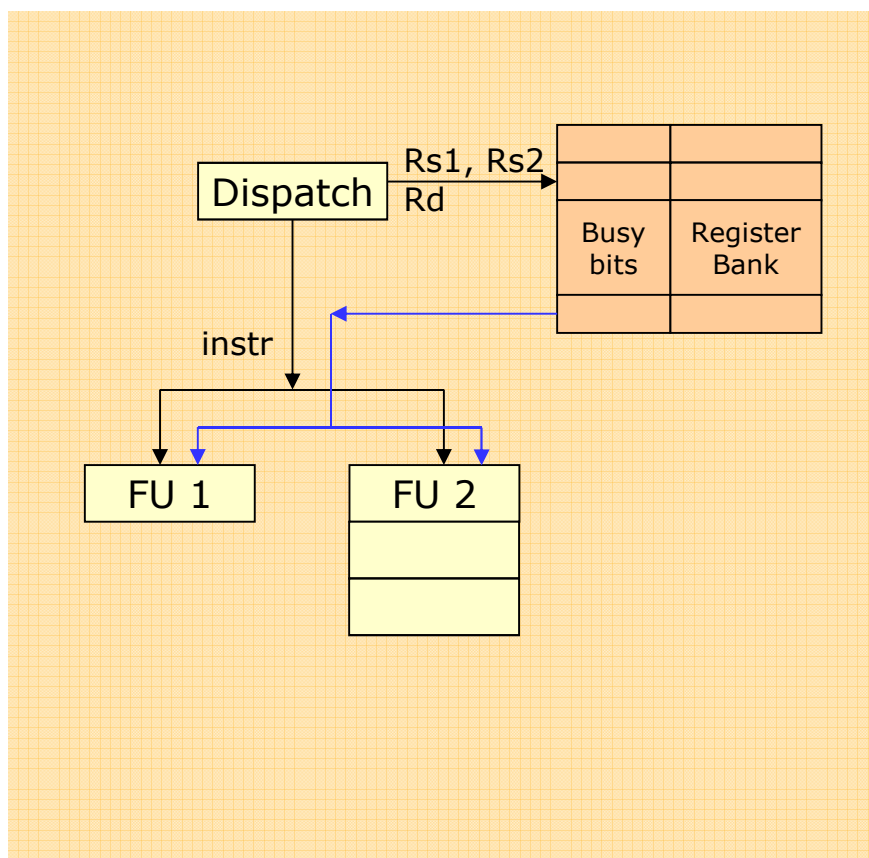 Dispatch
Rs1, Rs2
Rd
Busy
bits
Register
Bank
instr
FU 1
FU 2